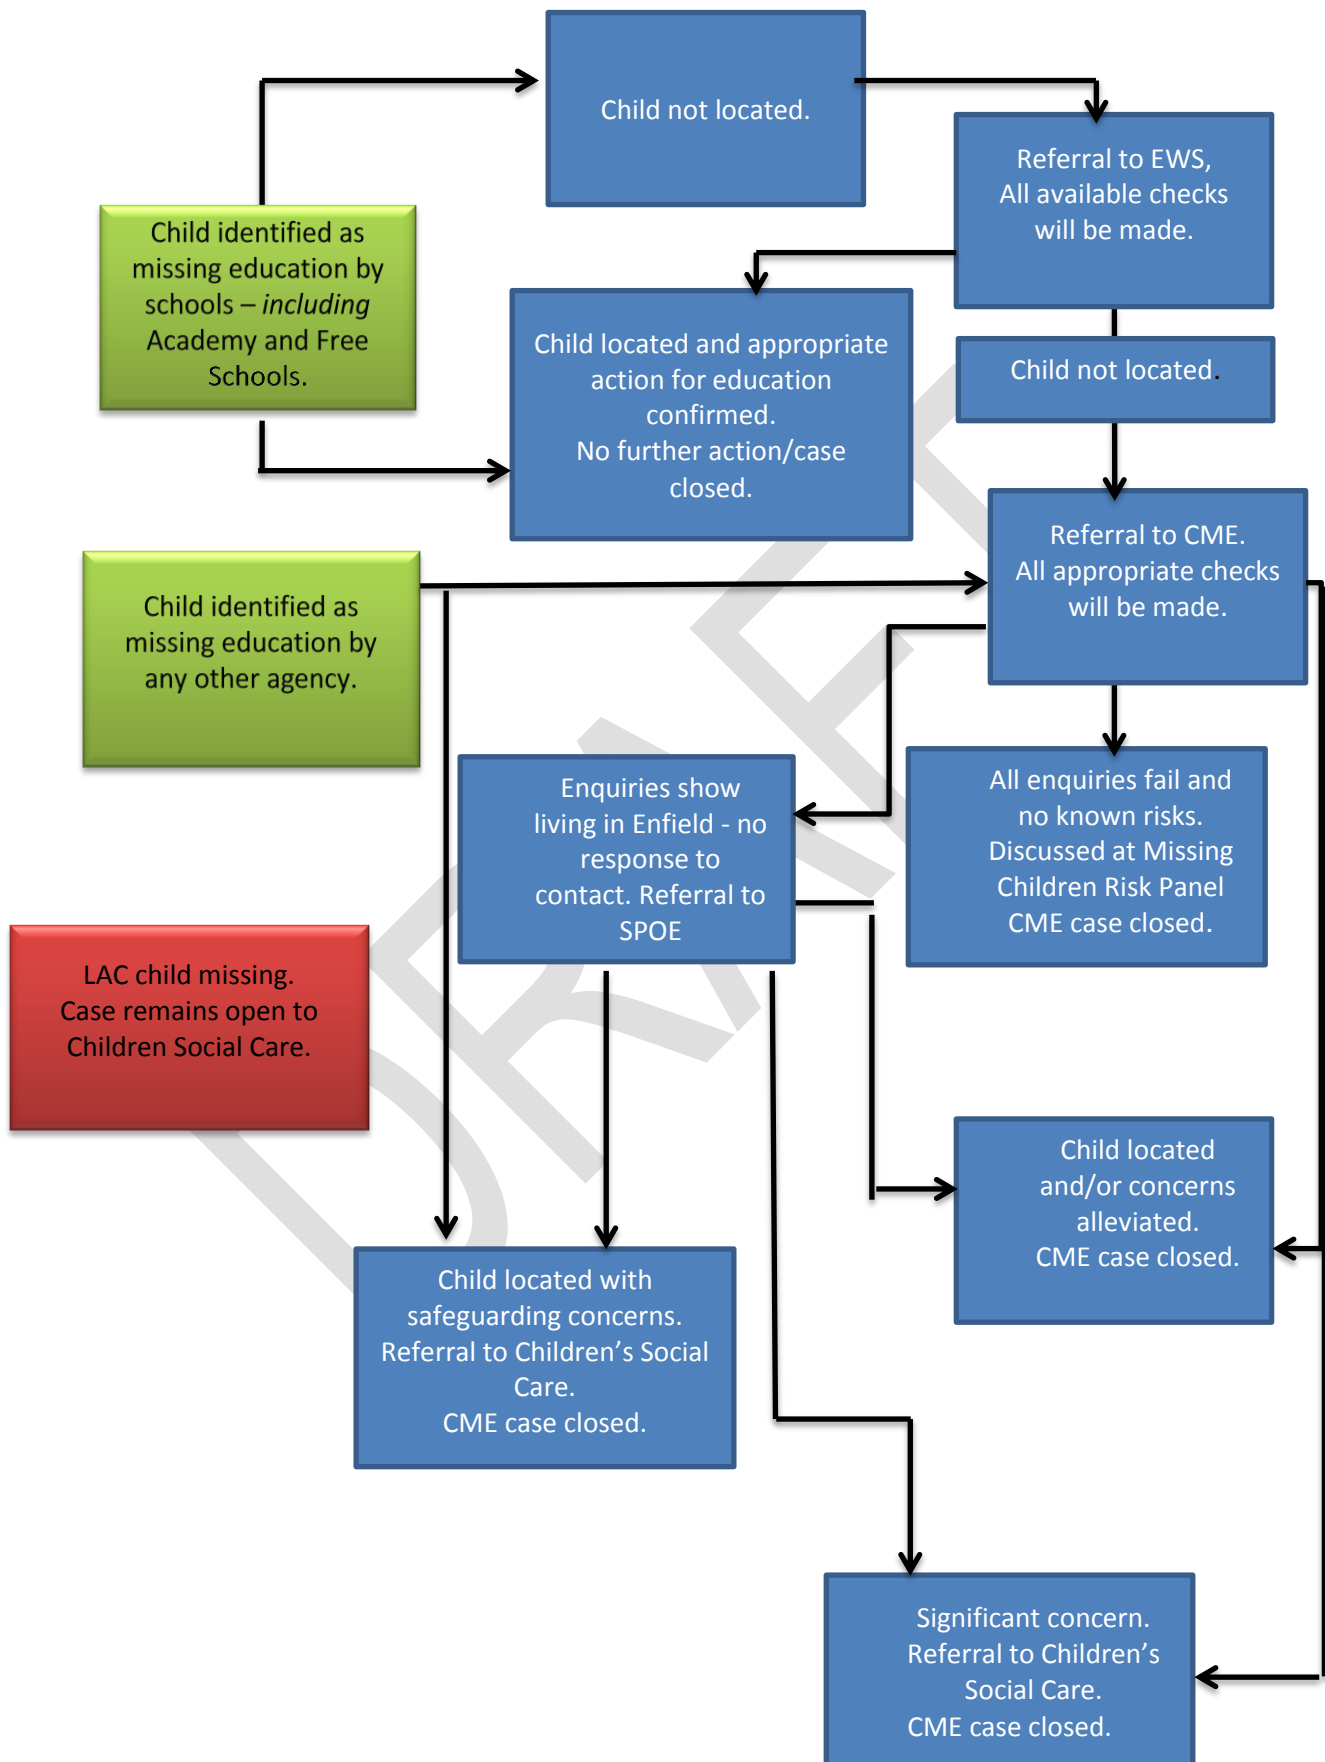 Child not located.
Referral to EWS,
All available checks
will be made.
Child identified as
missing education by
schools – including
Academy and Free
Schools.
Child located and appropriate
action for education
confirmed.
No further action/case
closed.
Child not located.
Referral to CME.
All appropriate checks
will be made.
Child identified as
missing education by
any other agency.
Enquiries show
living in Enfield - no
response to
contact. Referral to
SPOE
All enquiries fail and
no known risks.
Discussed at Missing
Children Risk Panel
CME case closed.
LAC child missing.
Case remains open to
Children Social Care.
Child located
and/or concerns
alleviated.
CME case closed.
Child located with
safeguarding concerns.
Referral to Children’s Social
Care.
CME case closed.
Significant concern.
Referral to Children’s
Social Care.
CME case closed.
DRAFT